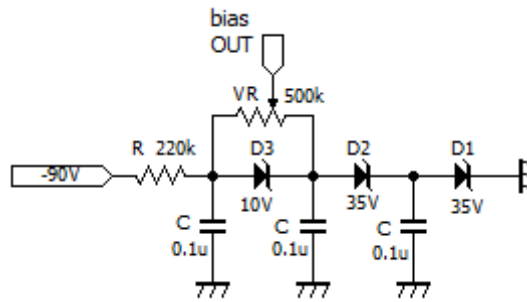 bias
OUT
VR 500k
R 220k
D3
D2
D1
-90V
10V
35V
35V
C
0.1u
C
0.1u
C
0.1u